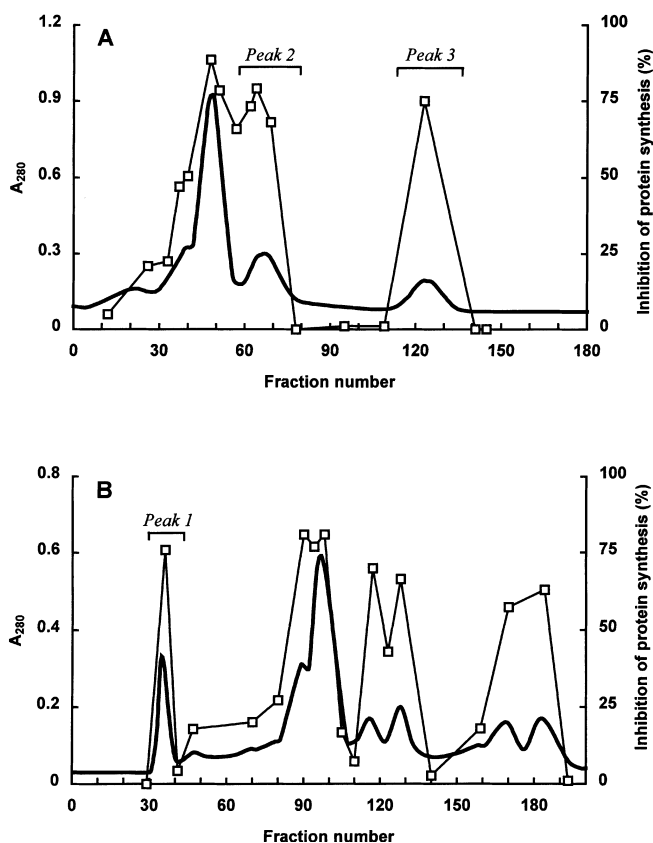 A
Peak 2
Peak 3
1.2
0.9
0.6
0.3
0
A280
100
75
50
25
0
Inhibition of protein synthesis (%)
0 30 60 90 120 150 180
Fraction number
B
Peak 1
0.8
0.6
0.4
0.2
0
A280
100
75
50
25
0
Inhibition of protein synthesis (%)
0 30 60 90 120 150 180
Fraction number